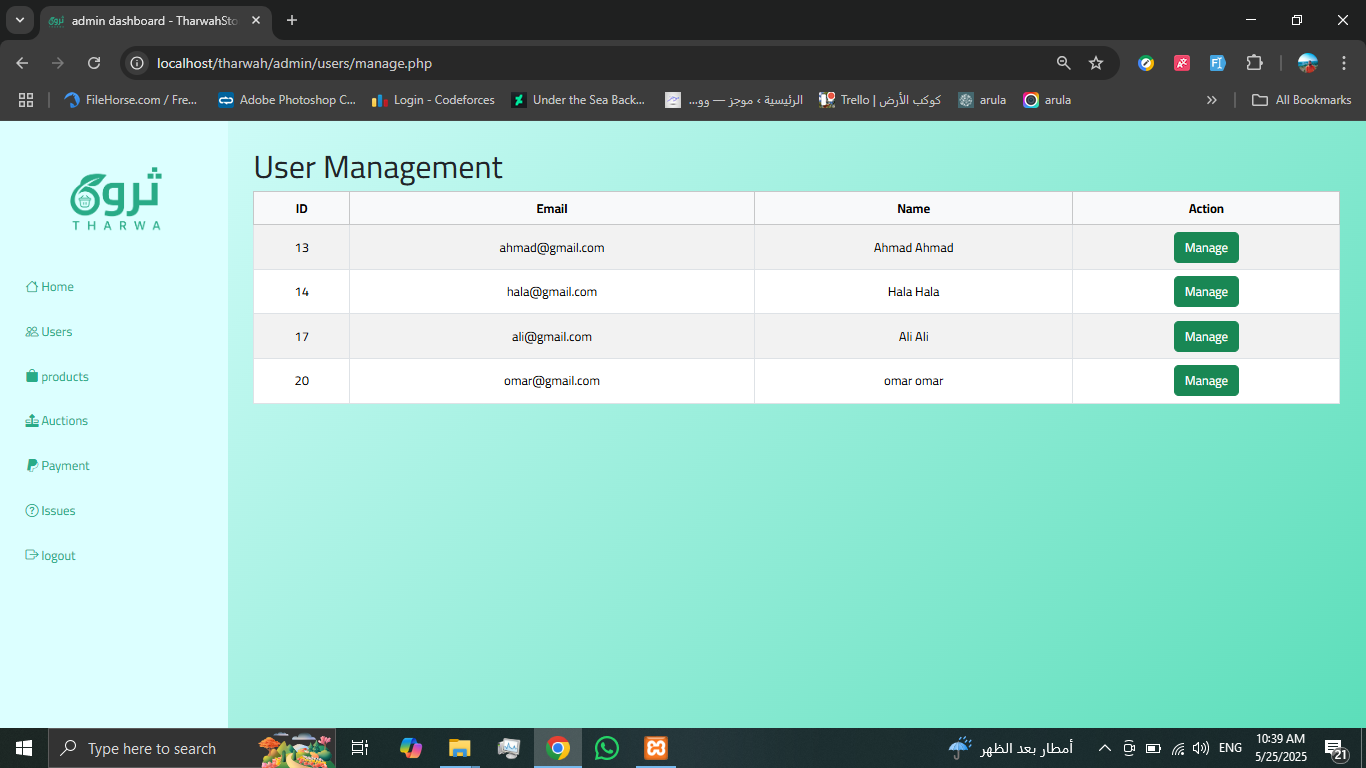 admin dashboard - TharwahSto
localhost/tharwah/admin/users/manage.php
FileHorse.com / Fre...
Adobe Photoshop C...
Login - Codeforces
Under the Sea Back...
الرئيسية › موجز — وو...
Trello | كوكب الأرض
arula
arula
All Bookmarks
ثروة
THARWA
Home
Users
products
Auctions
Payment
Issues
logout
User Management
ID Email Name Action
13 ahmad@gmail.com Ahmad Ahmad Manage
14 hala@gmail.com Hala Hala Manage
17 ali@gmail.com Ali Ali Manage
20 omar@gmail.com omar omar Manage
Type here to search
أمطار بعد الظهر
ENG
10:39 AM
5/25/2025
21